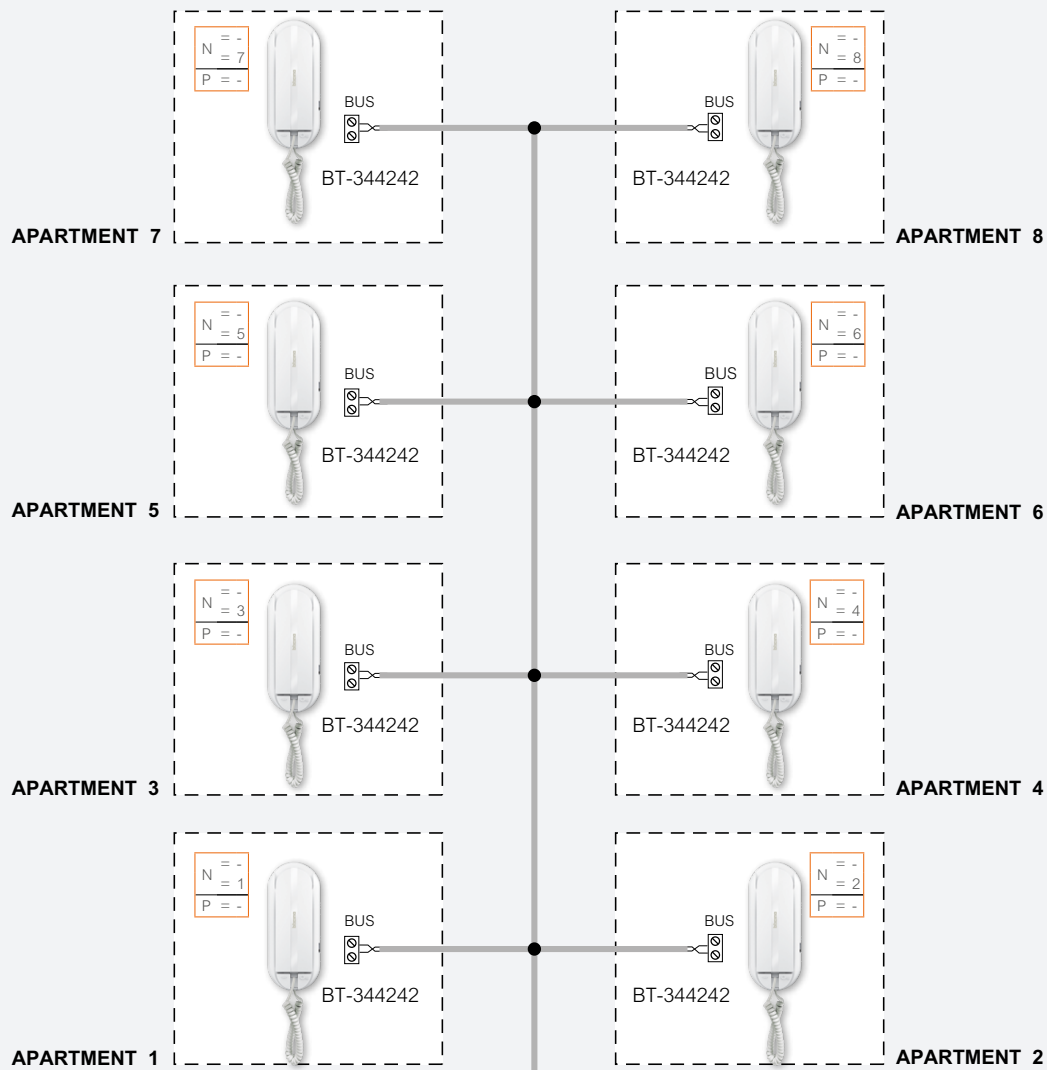 N = -
= 7
P = -
BUS
BT-344242
APARTMENT 7
N = -
= 8
P = -
BUS
BT-344242
APARTMENT 8
N = -
= 5
P = -
BUS
BT-344242
APARTMENT 5
N = -
= 6
P = -
BUS
BT-344242
APARTMENT 6
N = -
= 3
P = -
BUS
BT-344242
APARTMENT 3
N = -
= 4
P = -
BUS
BT-344242
APARTMENT 4
N = -
= 1
P = -
BUS
BT-344242
APARTMENT 1
N = -
= 2
P = -
BUS
BT-344242
APARTMENT 2